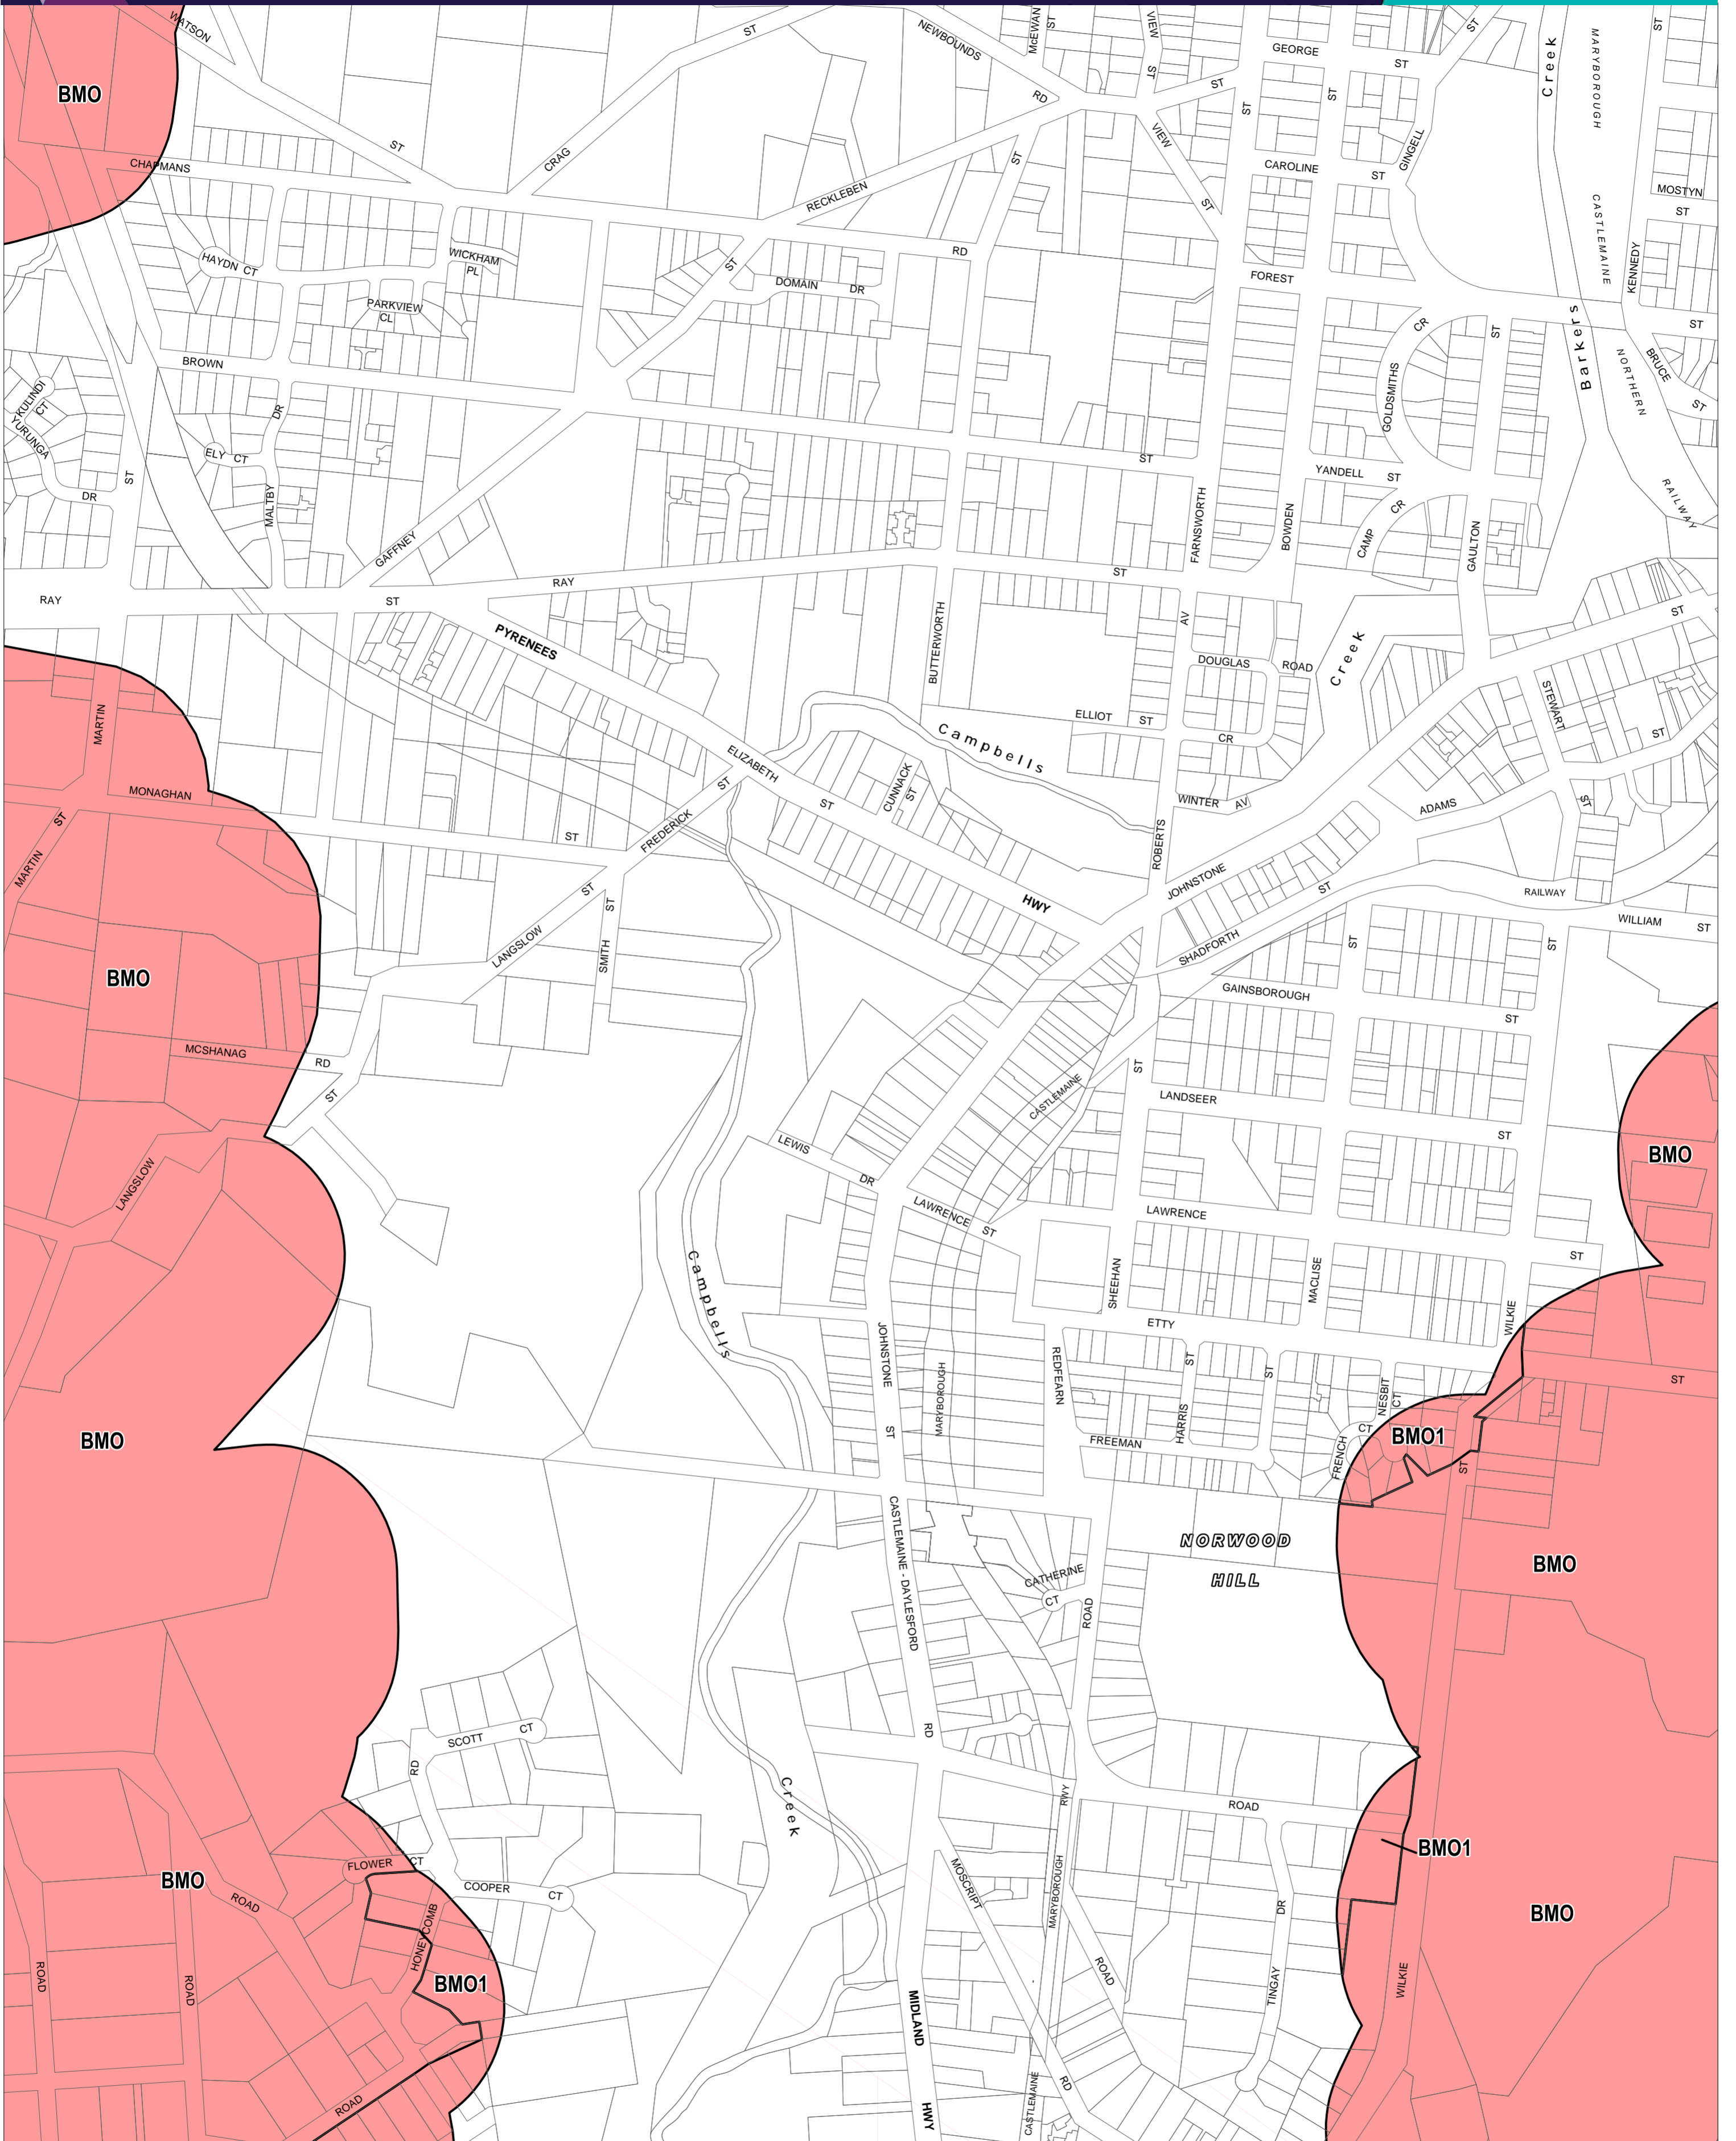 WATSON
ST
NEWBOUNDS
McEWAN
ST
VIEW
ST
GEORGE
ST
ST
Creek
MARYBOROUGH
ST
BMO
ST
RD
ST
ST
ST
VIEW
GINGELL
CHAPMANS
CRAG
ST
CAROLINE
ST
MOSTYN
ST
RECKLEBEN
ST
CASTLEMAINE
KENNEDY
HAYDN CT
WICKHAM
PL
ST
RD
DOMAIN
DR
FOREST
PARKVIEW
CL
Barkers
CR
ST
ST
NORTHERN
BRUCE
ST
BROWN
YKULINDI
CT
YURUNGA
DR
GOLDSMITHS
ELY CT
ST
DR
MALTBY
GAFFNEY
ST
YANDELL
ST
FARNSWORTH
BOWDEN
CAMP
CR
GAULTON
RAILWAY
RAY
ST
RAY
ST
ST
PYRENEES
BUTTERWORTH
AV
DOUGLAS
ROAD
Creek
STEWART
MARTIN
ELLIOT
ST
CR
Campbells
ST
ELIZABETH
ST
ST
CUNNACK
ST
MONAGHAN
ST
FREDERICK
WINTER
AV
ADAMS
ST
ST
MARTIN
ROBERTS
JOHNSTONE
ST
RAILWAY
HWY
LANGSLOW
ST
ST
SMITH
SHADFORTH
ST
ST
WILLIAM
ST
BMO
GAINSBOROUGH
ST
MCSHANAG
RD
ST
CASTLEMAINE
ST
LANDSEER
ST
LEWIS
DR
BMO
LANGSLOW
LAWRENCE
ST
LAWRENCE
ST
Campbells
SHEEHAN
MACLISE
WILKIE
ETTY
JOHNSTONE
ST
MARYBOROUGH
REDFEARN
ST
ST
HARRIS
NESBIT
CT
ST
FREEMAN
FRENCH
CT
BMO1
ST
BMO
CASTLEMAINE - DAYLESFORD
NORWOOD
HILL
BMO
CATHERINE
CT
ROAD
SCOTT
CT
RD
RD
Creek
RWY
ROAD
BMO1
FLOWER
CT
BMO
ROAD
COOPER
CT
HONEYCOMB
MOSCRIPT
MARYBOROUGH
DR
BMO
ROAD
ROAD
BMO1
ROAD
TINGAY
WILKIE
MIDLAND
ROAD
RD
CASTLEMAINE
HWY